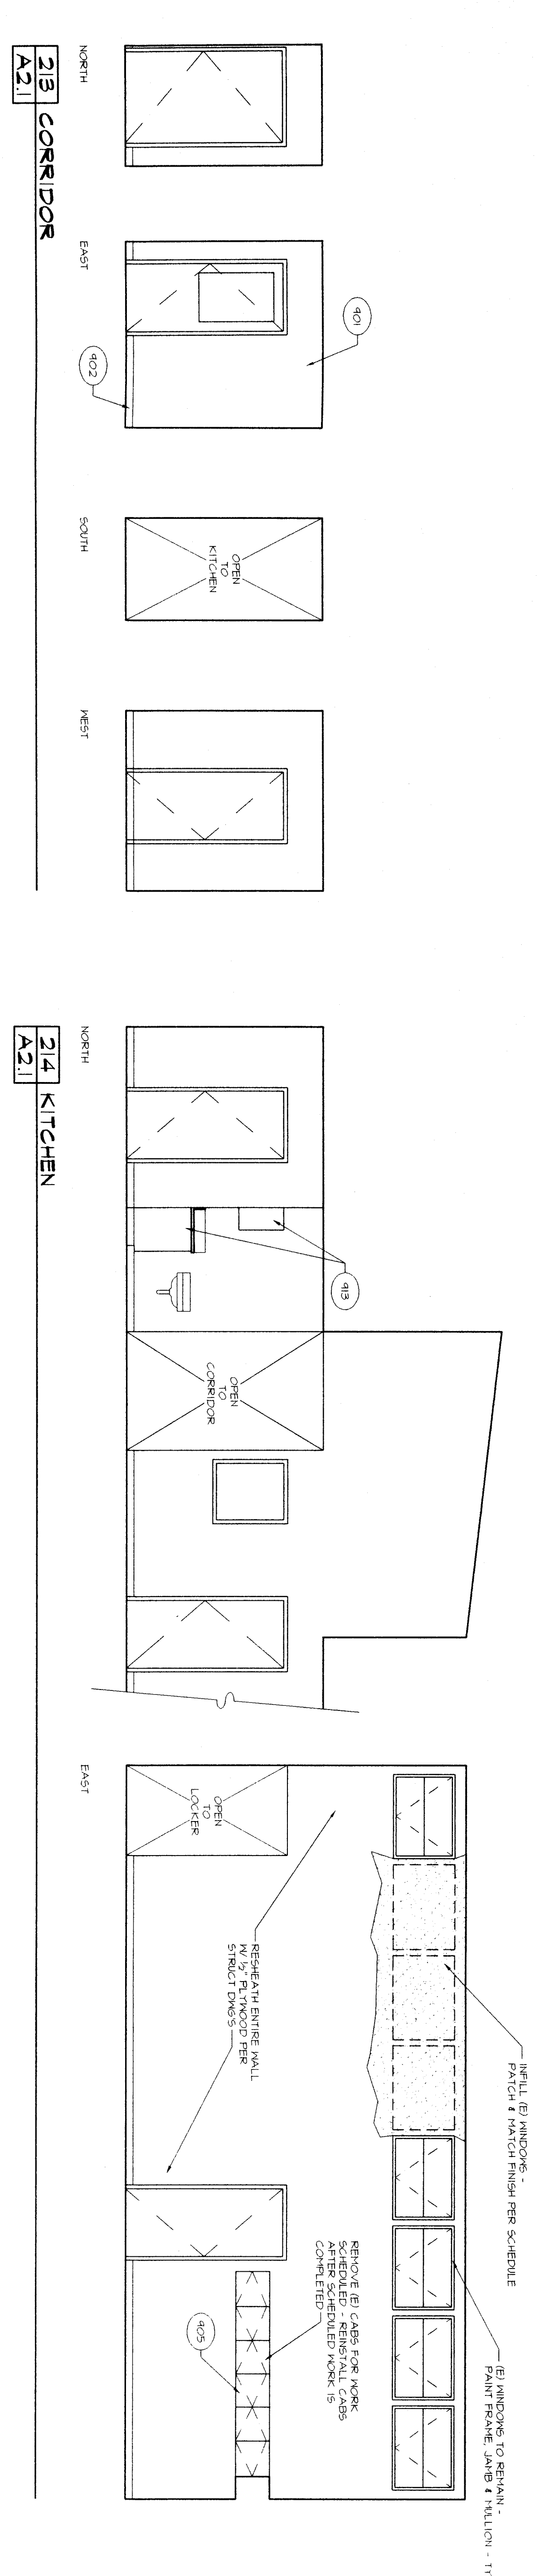 NORTH
213 CORRIDOR
A2.1
EAST
901
902
SOUTH
OPEN
TO
KITCHEN
WEST
NORTH
214 KITCHEN
A2.1
913
OPEN
TO
CORRIDOR
EAST
OPEN
TO
LOCKER
RESHEATH ENTIRE WALL
W/ ½" PLYWOOD PER
STRUCT DWG'S
INFILL (E) WINDOWS -
PATCH & MATCH FINISH PER SCHEDULE
(E) WINDOWS TO REMAIN -
PAINT FRAME, JAMB & MULLION -
REMOVE (E) CABS FOR WORK
SCHEDULED - REINSTALL CABS
AFTER SCHEDULED WORK IS
COMPLETED
905